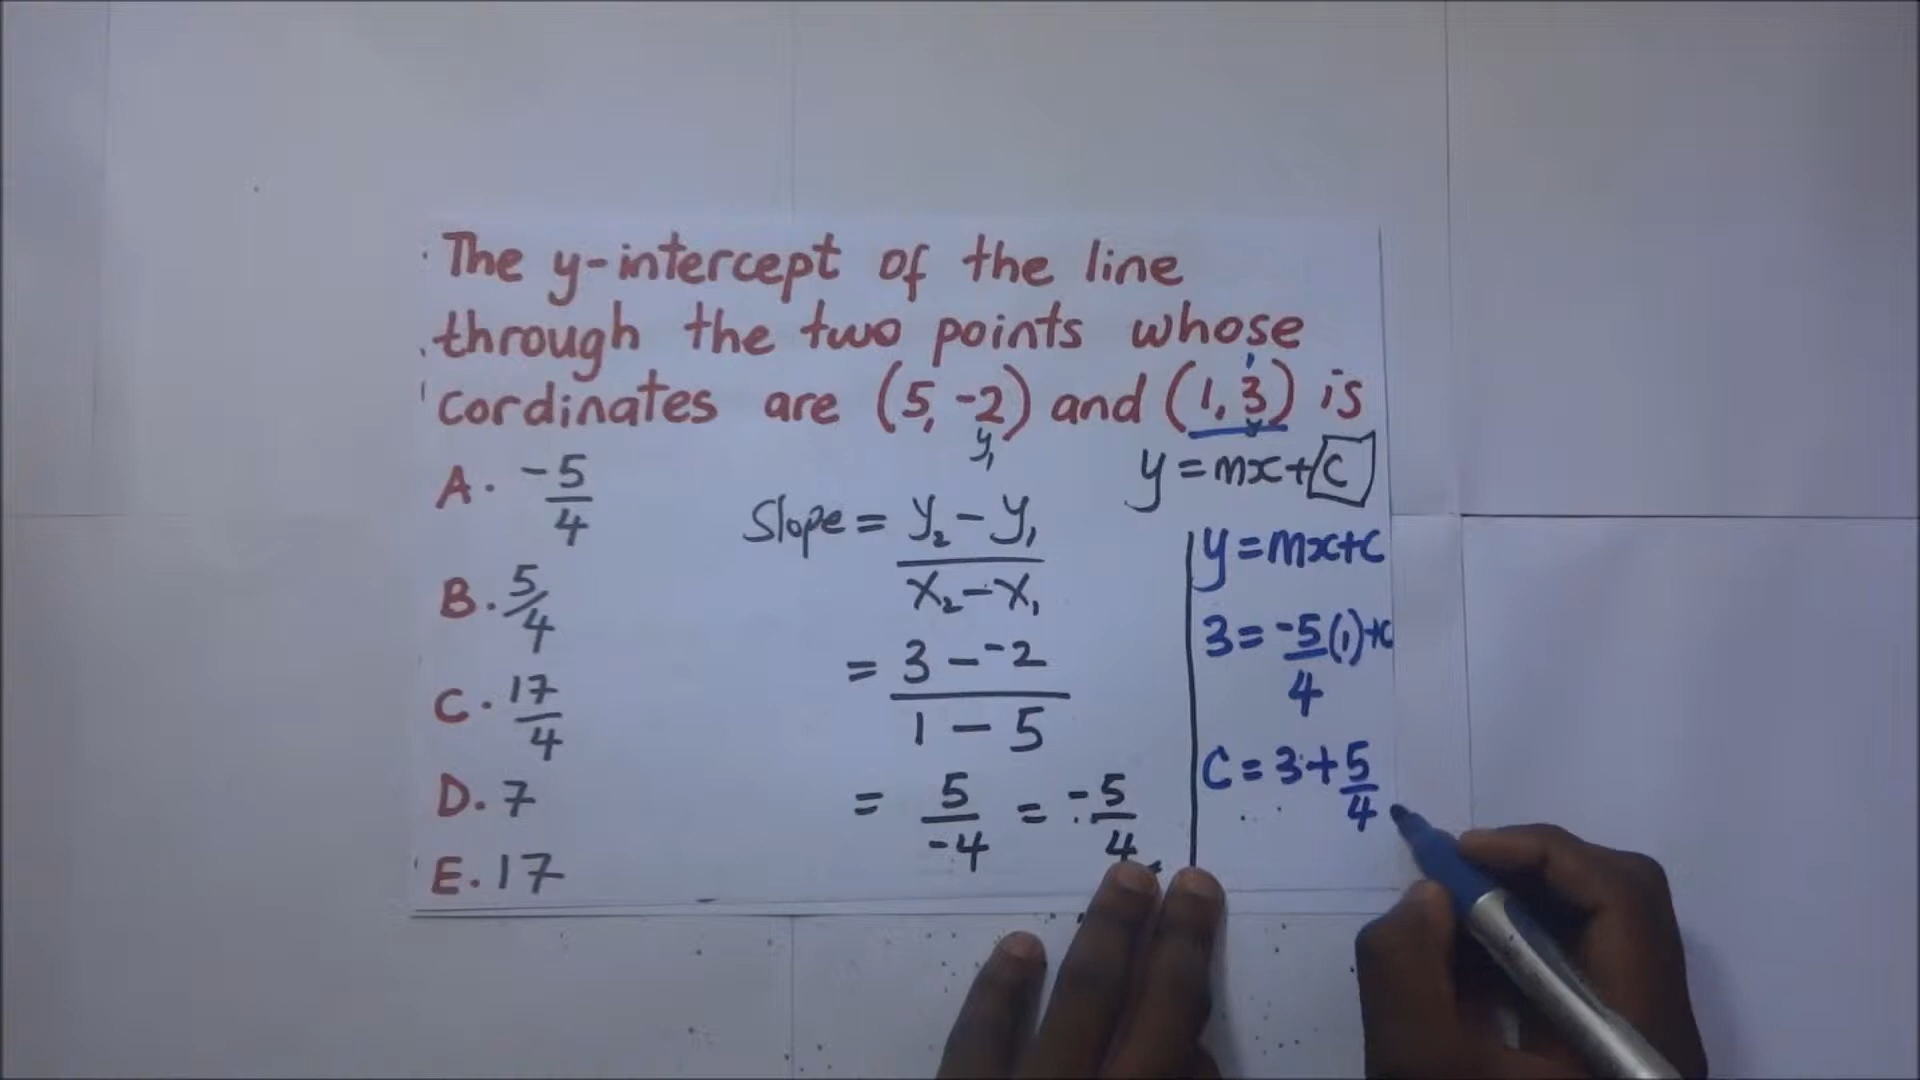 The y-intercept of the line
through the two points whose
cordinates are (5, -2) and (1, 3) is
y₁
y = mx + c
A. -5/4
B. 5/4
C. 17/4
D. 7
E. 17
Slope = y₂ - y₁
x₂ - x₁
= 3 - -2
1 - 5
= 5/-4 = -5/4
y = mx + c
3 = -5/4 (1) + c
C = 3 + 5/4